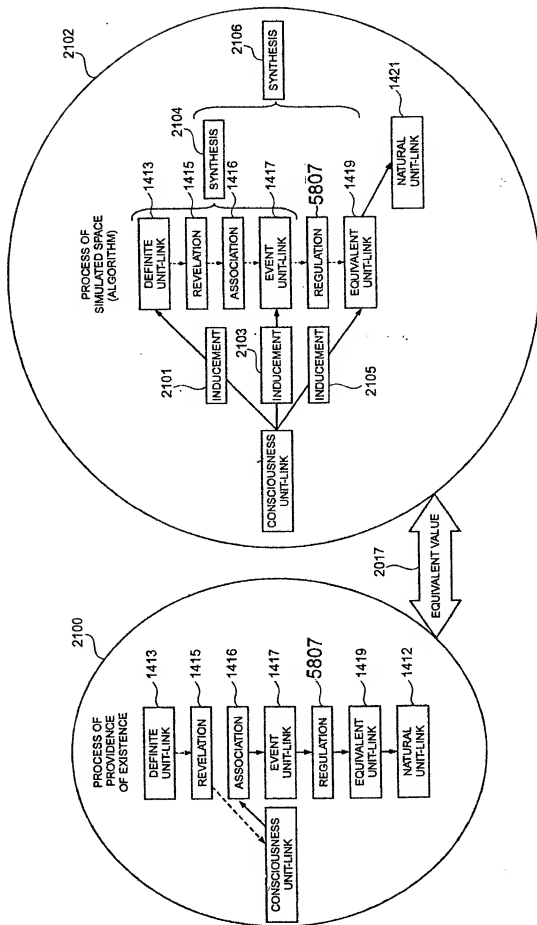 2100
PROCESS OF
PROVIDENCE
OF EXISTENCE
DEFINITE
UNIT-LINK
1413
REVELATION
1415
ASSOCIATION
1416
EVENT
UNIT-LINK
1417
REGULATION
5807
EQUIVALENT
UNIT-LINK
1419
NATURAL
UNIT-LINK
1412
CONSCIOUSNESS
UNIT-LINK
2017
EQUIVALENT VALUE
2102
PROCESS OF
SIMULATED SPACE
(ALGORITHM)
DEFINITE
UNIT-LINK
1413
REVELATION
1415
ASSOCIATION
1416
EVENT
UNIT-LINK
1417
REGULATION
5807
EQUIVALENT
UNIT-LINK
1419
NATURAL
UNIT-LINK
1421
2104
SYNTHESIS
2106
SYNTHESIS
2101
INDUCEMENT
2103
INDUCEMENT
INDUCEMENT
2105
CONSCIOUSNESS
UNIT-LINK